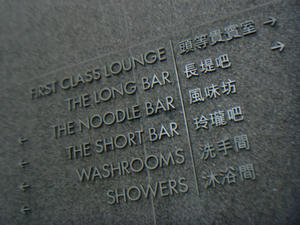 FIRST CLASS LOUNGE 頭等貴賓室 →
THE LONG BAR 長堤吧 →
THE NOODLE BAR 風味坊
← THE SHORT BAR 玲瓏吧
← WASHROOMS 洗手間
← SHOWERS 沐浴間